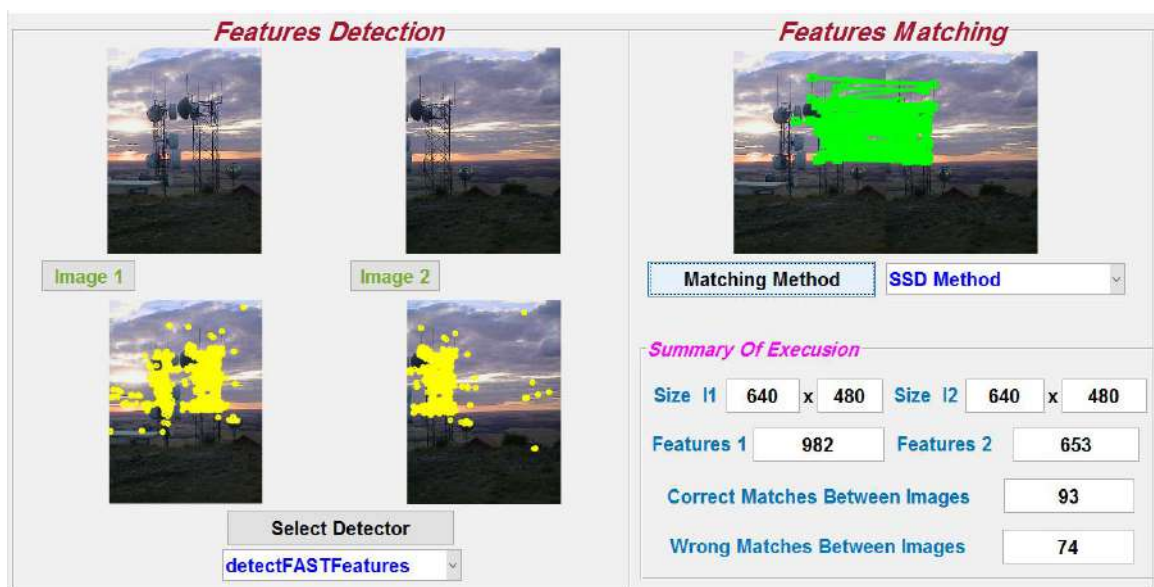 Features Detection
Features Matching
Image 1
Image 2
Matching Method
SSD Method
Summary Of Execusion
Size I1 640 x 480 Size I2 640 x 480
Features 1 982 Features 2 653
Correct Matches Between Images 93
Wrong Matches Between Images 74
Select Detector
detectFASTFeatures